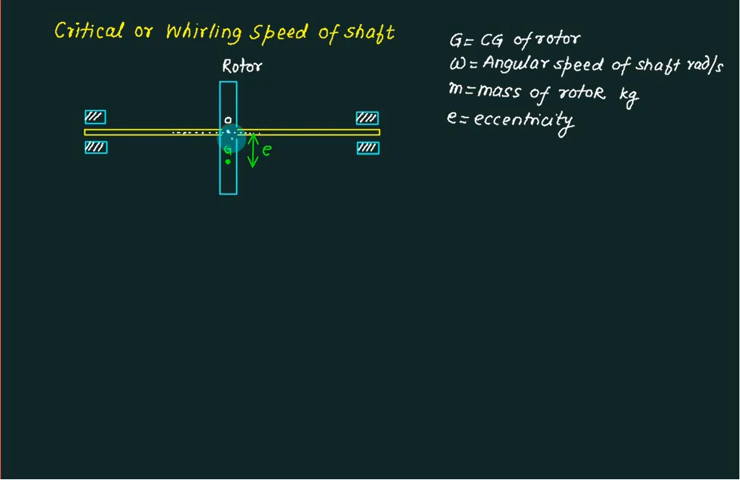 Critical or Whirling Speed of shaft
G = CG of rotor
ω = Angular speed of shaft rad/s
m = mass of rotor kg
e = eccentricity
Rotor
o
G
e